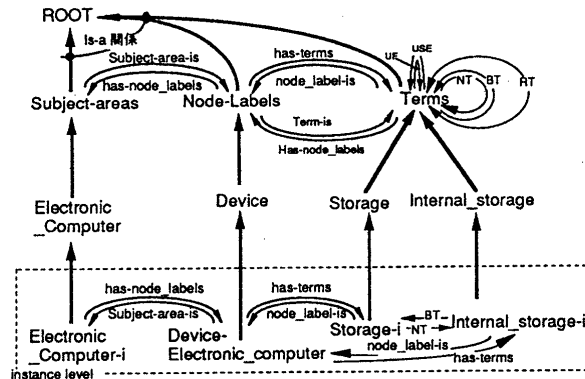 ROOT
Is-a 関係
Subject-area-is
has-node_labels
has-terms
node_label-is
UF
USE
NT
BT
RT
Subject-areas
Node-Labels
Terms
Term-is
Has-node_labels
Electronic
_Computer
Device
Storage
Internal_storage
has-node_labels
Subject-area-is
has-terms
node_label-is
Electronic
_Computer-i
Device-
Electronic_computer
Storage-i
BT
NT
Internal_storage-i
node_label-is
has-terms
instance level